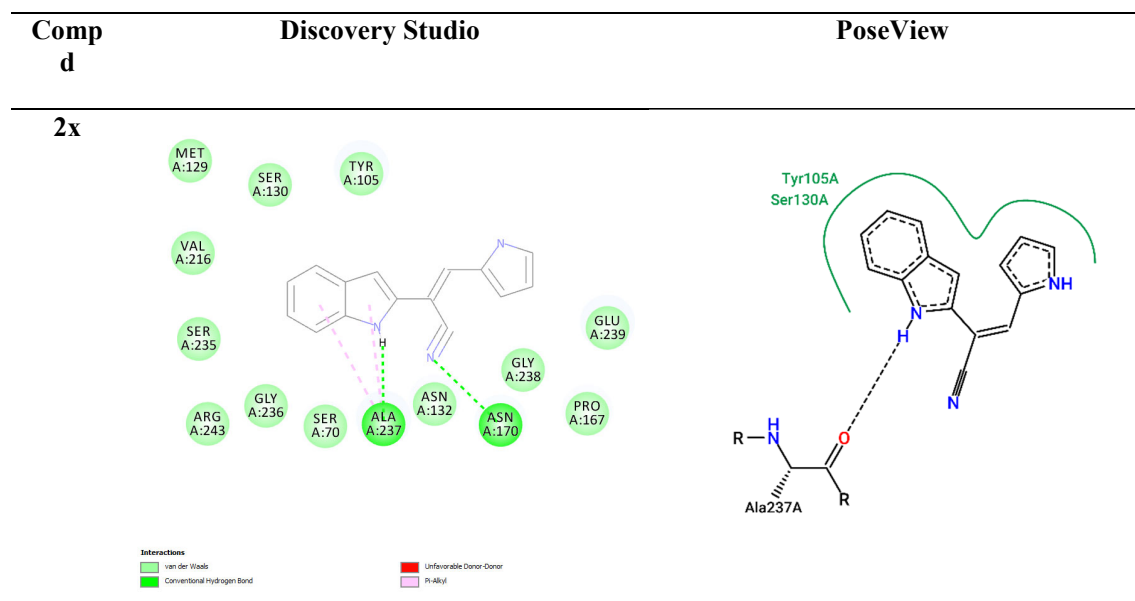 Comp
d
Discovery Studio
PoseView
2x
MET
A:129
SER
A:130
TYR
A:105
VAL
A:216
SER
A:235
ARG
A:243
GLY
A:236
SER
A:70
ALA
A:237
ASN
A:132
ASN
A:170
GLY
A:238
PRO
A:167
GLU
A:239
N
N
H
N
Interactions
van der Waals
Conventional Hydrogen Bond
Unfavorable Donor-Donor
Pi-Alkyl
Tyr105A
Ser130A
NH
N
H
N
H
R
N
O
R
Ala237A